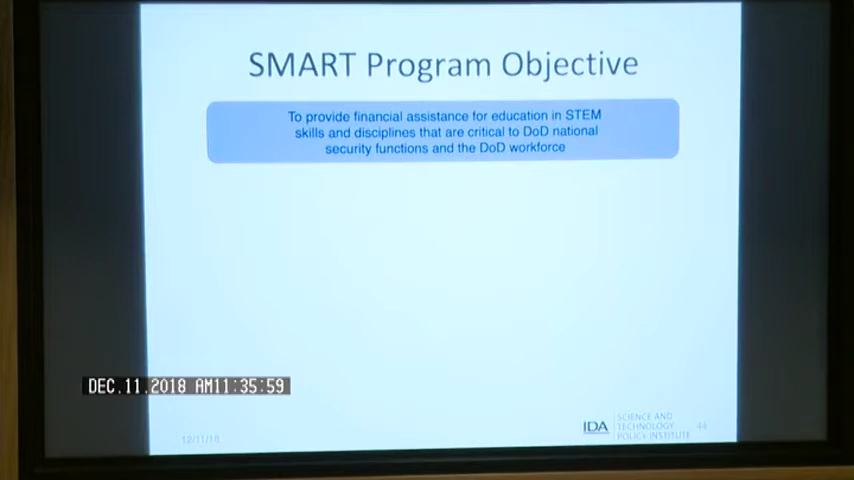 SMART Program Objective
To provide financial assistance for education in STEM
skills and disciplines that are critical to DoD national
security functions and the DoD workforce
DEC.11.2018 AM11:35:59
12/11/18
IDA
SCIENCE AND
TECHNOLOGY
POLICY INSTITUTE
44